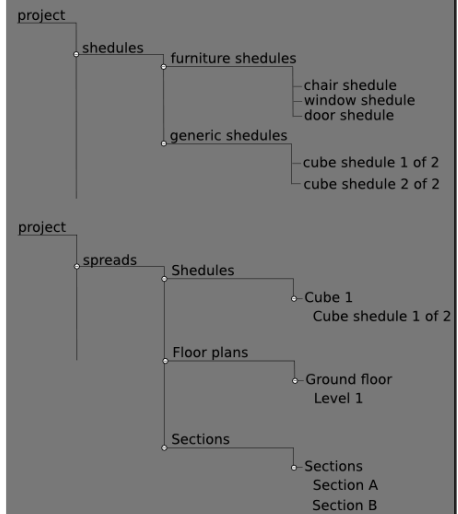 project
shedules
furniture shedules
chair shedule
window shedule
door shedule
generic shedules
cube shedule 1 of 2
cube shedule 2 of 2
project
spreads
Shedules
Cube 1
Cube shedule 1 of 2
Floor plans
Ground floor
Level 1
Sections
Sections
Section A
Section B